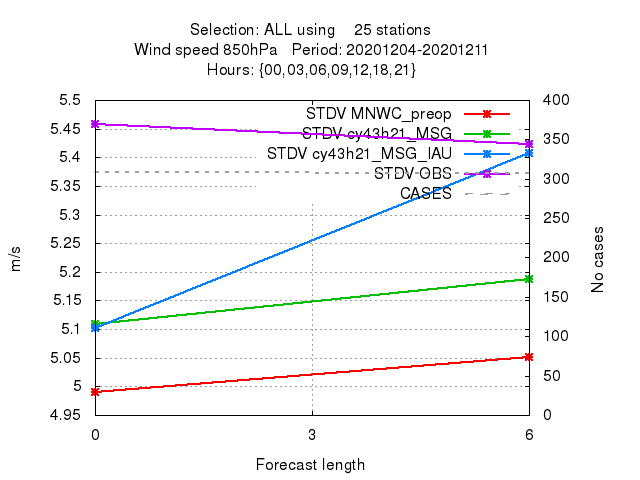 Selection: ALL using 25 stations
Wind speed 850hPa Period: 20201204-20201211
Hours: {00,03,06,09,12,18,21}
5.5
5.45
5.4
5.35
5.3
5.25
5.2
5.15
5.1
5.05
5
4.95
m/s
STDV MNWC_preop
STDV cy43h21_MSG
STDV cy43h21_MSG_IAU
STDV OBS
CASES
400
350
300
250
200
150
100
50
0
No cases
0 3 6
Forecast length